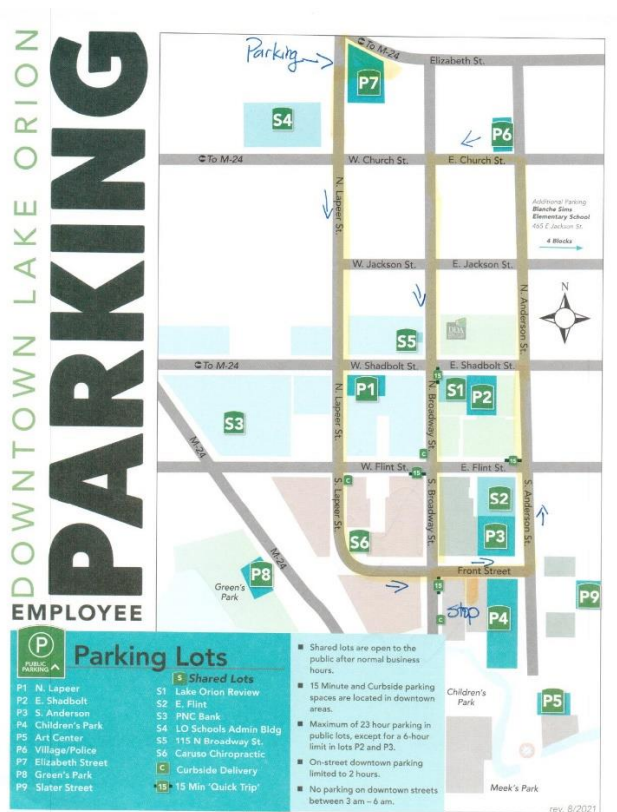 DOWNTOWN LAKE ORION
EMPLOYEE
PARKING
Parking
To M-24
Elizabeth St.
P7
S4
P6
To M-24
W. Church St.
E. Church St.
N. Lapeer St.
Additional Parking
Blanche Sims
Elementary School
465 E Jackson St.
4 Blocks
W. Jackson St.
E. Jackson St.
N. Anderson St.
N
S5
DDA
To M-24
W. Shadbolt St.
E. Shadbolt St.
15
P1
S1
P2
N. Lapeer St.
N. Broadway St.
S3
M-24
C
W. Flint St.
15
E. Flint St.
15
C
S. Lapeer St.
S. Broadway St.
S. Anderson St.
S2
P3
S6
Front Street
M-24
P8
Green's
Park
15
Stop
C
P4
P9
Children's
Park
P5
Meek's Park
P
PUBLIC
PARKING
Parking Lots
P1 N. Lapeer
P2 E. Shadbolt
P3 S. Anderson
P4 Children's Park
P5 Art Center
P6 Village/Police
P7 Elizabeth Street
P8 Green's Park
P9 Slater Street
S Shared Lots
S1 Lake Orion Review
S2 E. Flint
S3 PNC Bank
S4 LO Schools Admin Bldg
S5 115 N Broadway St.
S6 Caruso Chiropractic
C Curbside Delivery
15 15 Min 'Quick Trip'
Shared lots are open to the
public after normal business
hours.
15 Minute and Curbside parking
spaces are located in downtown
areas.
Maximum of 23 hour parking in
public lots, except for a 6-hour
limit in lots P2 and P3.
On-street downtown parking
limited to 2 hours.
No parking on downtown streets
between 3 am – 6 am.
rev. 8/2021